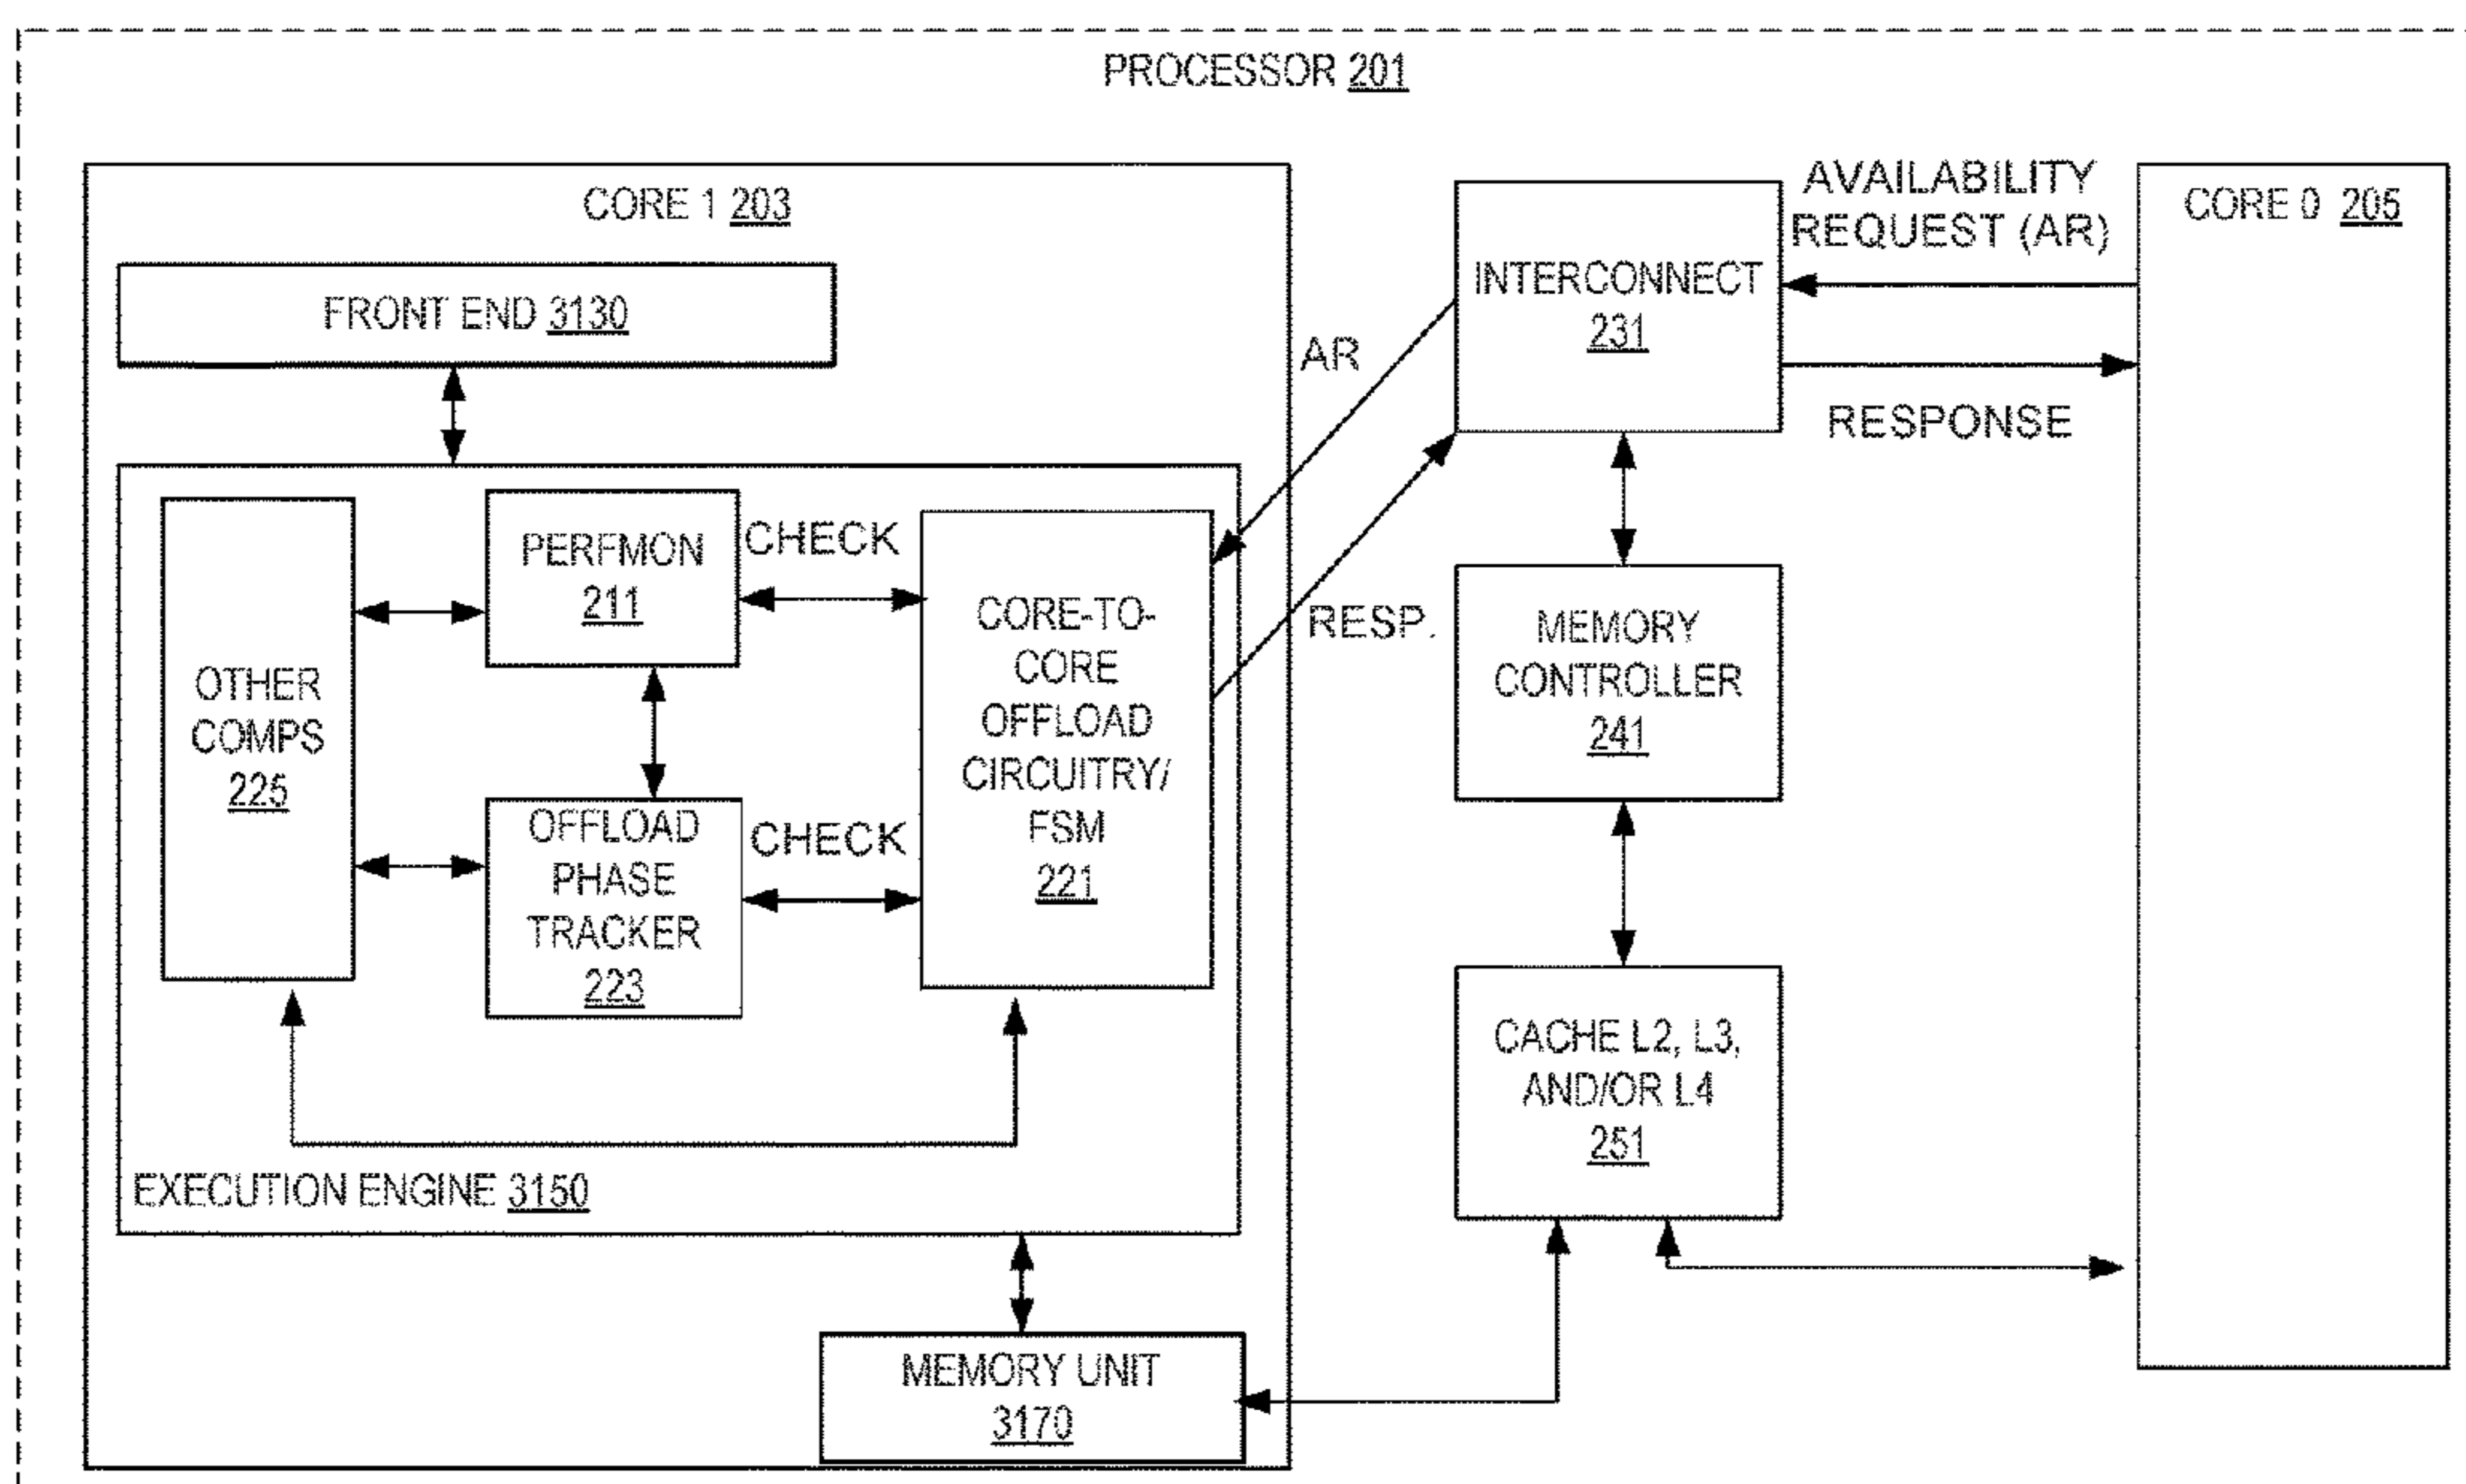 PROCESSOR 201
CORE 1 203
FRONT END 3130
OTHER
COMPS
225
PERFMON
211
CHECK
OFFLOAD
PHASE
TRACKER
223
CHECK
CORE-TO-
CORE
OFFLOAD
CIRCUITRY/
FSM
221
EXECUTION ENGINE 3150
MEMORY UNIT
3170
AR
RESP.
INTERCONNECT
231
AVAILABILITY
REQUEST (AR)
RESPONSE
MEMORY
CONTROLLER
241
CACHE L2, L3,
AND/OR L4
251
CORE 0 205